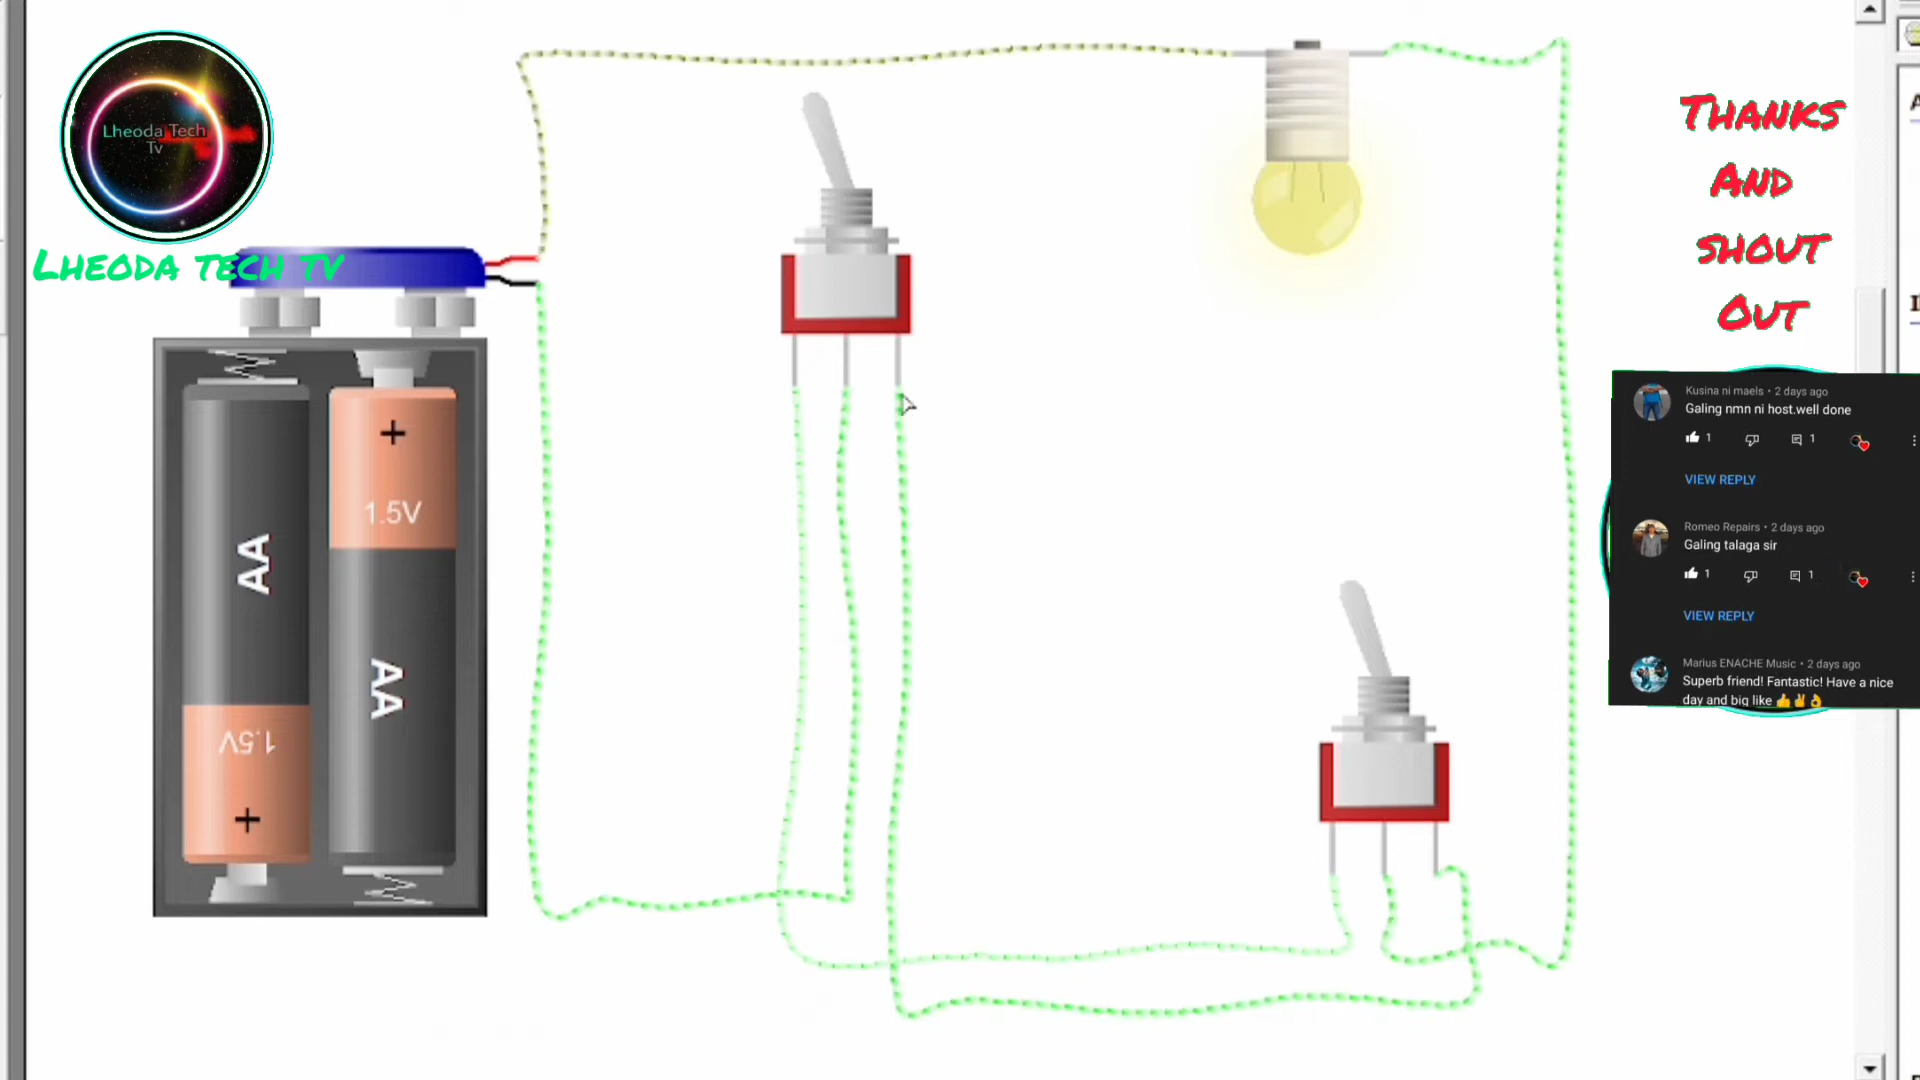 Lheoda Tech
Tv
Lheoda tech tv
+
1.5V
AA
AA
1.5V
+
Thanks
And
shout
Out
Kusina ni maels • 2 days ago
Galing nmn ni host.well done
1
1
VIEW REPLY
Romeo Repairs • 2 days ago
Galing talaga sir
1
1
VIEW REPLY
Marius ENACHE Music • 2 days ago
Superb friend! Fantastic! Have a nice
day and big like 👍✌👌